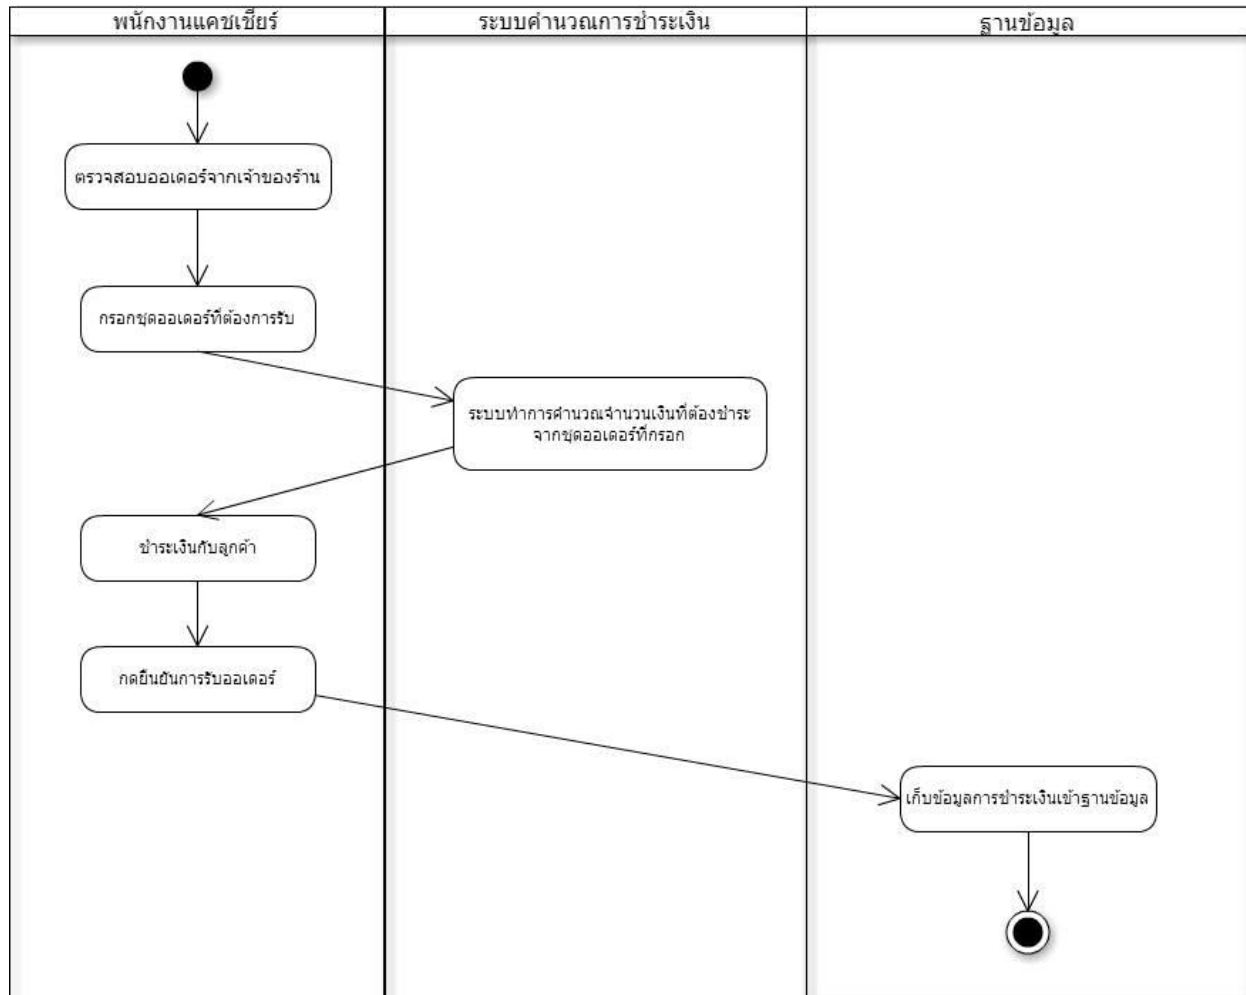 พนักงานแคชเชียร์
ระบบคำนวณการชำระเงิน
ฐานข้อมูล
ตรวจสอบออเดอร์จากเจ้าของร้าน
กรอกชุดออเดอร์ที่ต้องการรับ
ระบบทำการคำนวณจำนวนเงินที่ต้องชำระ
จากชุดออเดอร์ที่กรอก
ชำระเงินกับลูกค้า
กดยืนยันการรับออเดอร์
เก็บข้อมูลการชำระเงินเข้าฐานข้อมูล